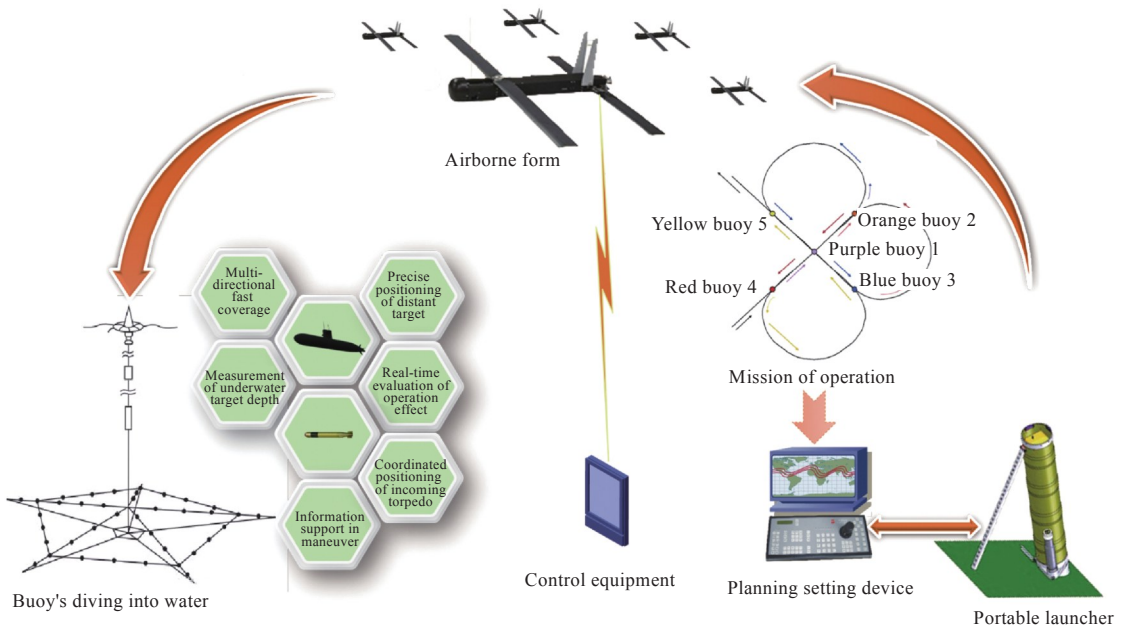 Airborne form
Yellow buoy 5
Orange buoy 2
Purple buoy 1
Red buoy 4
Blue buoy 3
Mission of operation
Multi-
directional
fast
coverage
Precise
positioning
of distant
target
Measurement
of underwater
target depth
Real-time
evaluation of
operation
effect
Coordinated
positioning
of incoming
torpedo
Information
support in
maneuver
Buoy's diving into water
Control equipment
Planning setting device
Portable launcher